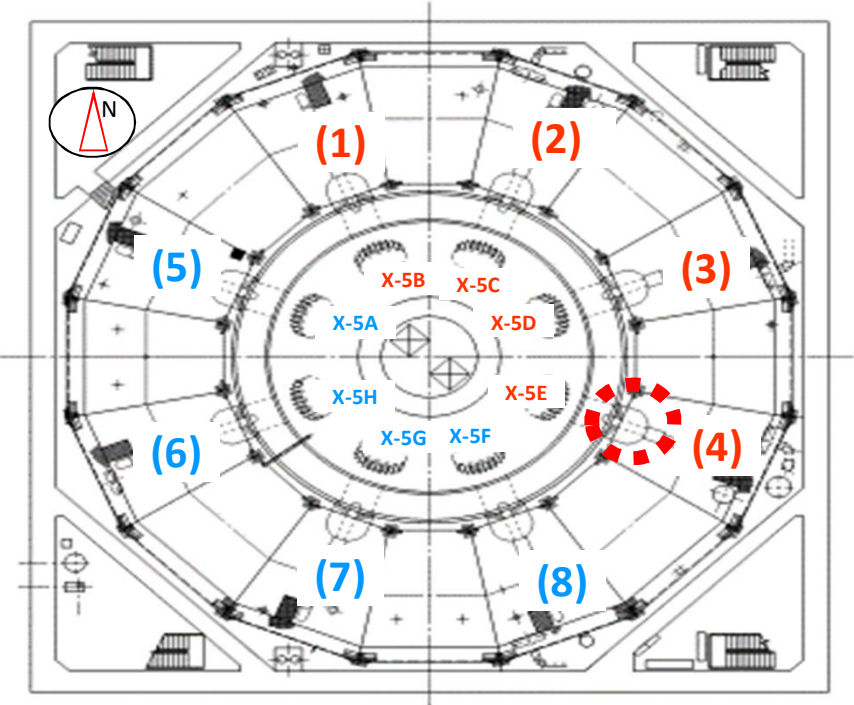 N
(1)
(2)
(5)
(3)
X-5B
X-5C
X-5A
X-5D
X-5H
X-5E
X-5G
X-5F
(6)
(4)
(7)
(8)